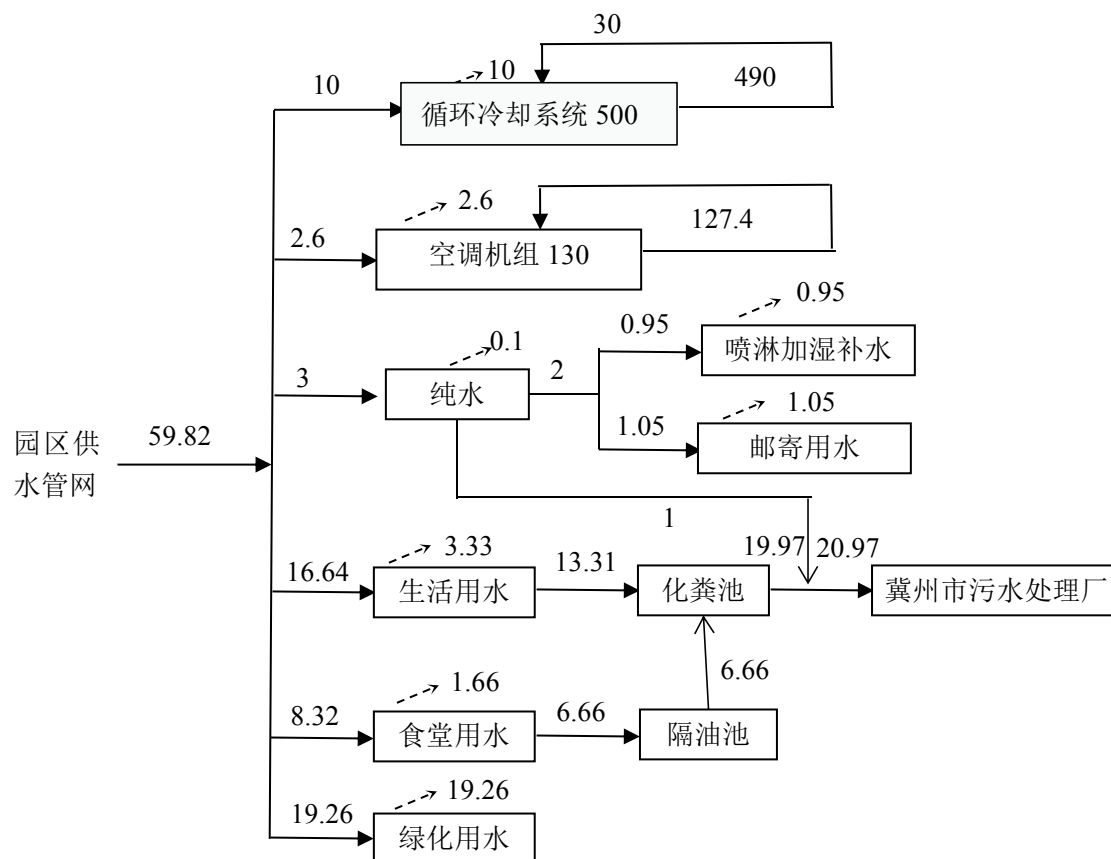 30
10
10
490
循环冷却系统 500
2.6
2.6
127.4
空调机组 130
0.95
0.95
喷淋加湿补水
0.1
3
纯水
2
1.05
1.05
邮寄用水
园区供
水管网
59.82
1
3.33
16.64
生活用水
13.31
化粪池
19.97
20.97
冀州市污水处理厂
6.66
1.66
8.32
食堂用水
6.66
隔油池
19.26
19.26
绿化用水